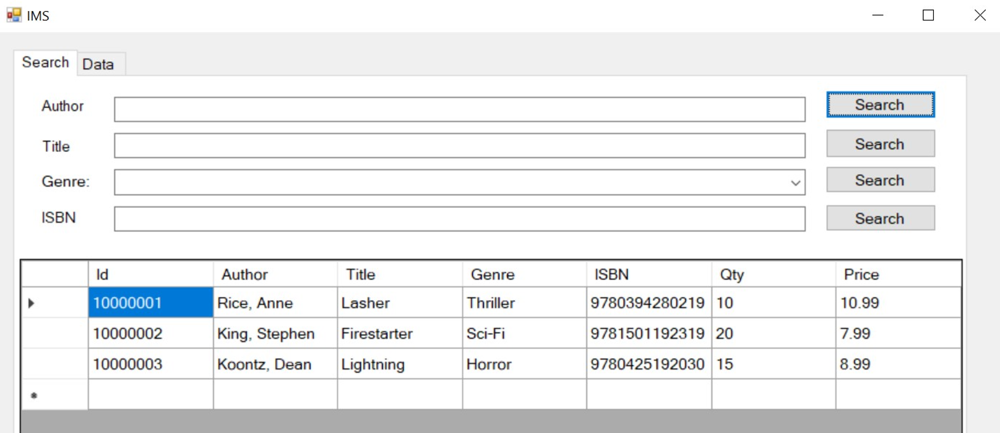 IMS
Search Data
Author Search
Title Search
Genre: Search
ISBN Search
Id Author Title Genre ISBN Qty Price
10000001 Rice, Anne Lasher Thriller 9780394280219 10 10.99
10000002 King, Stephen Firestarter Sci-Fi 9781501192319 20 7.99
10000003 Koontz, Dean Lightning Horror 9780425192030 15 8.99